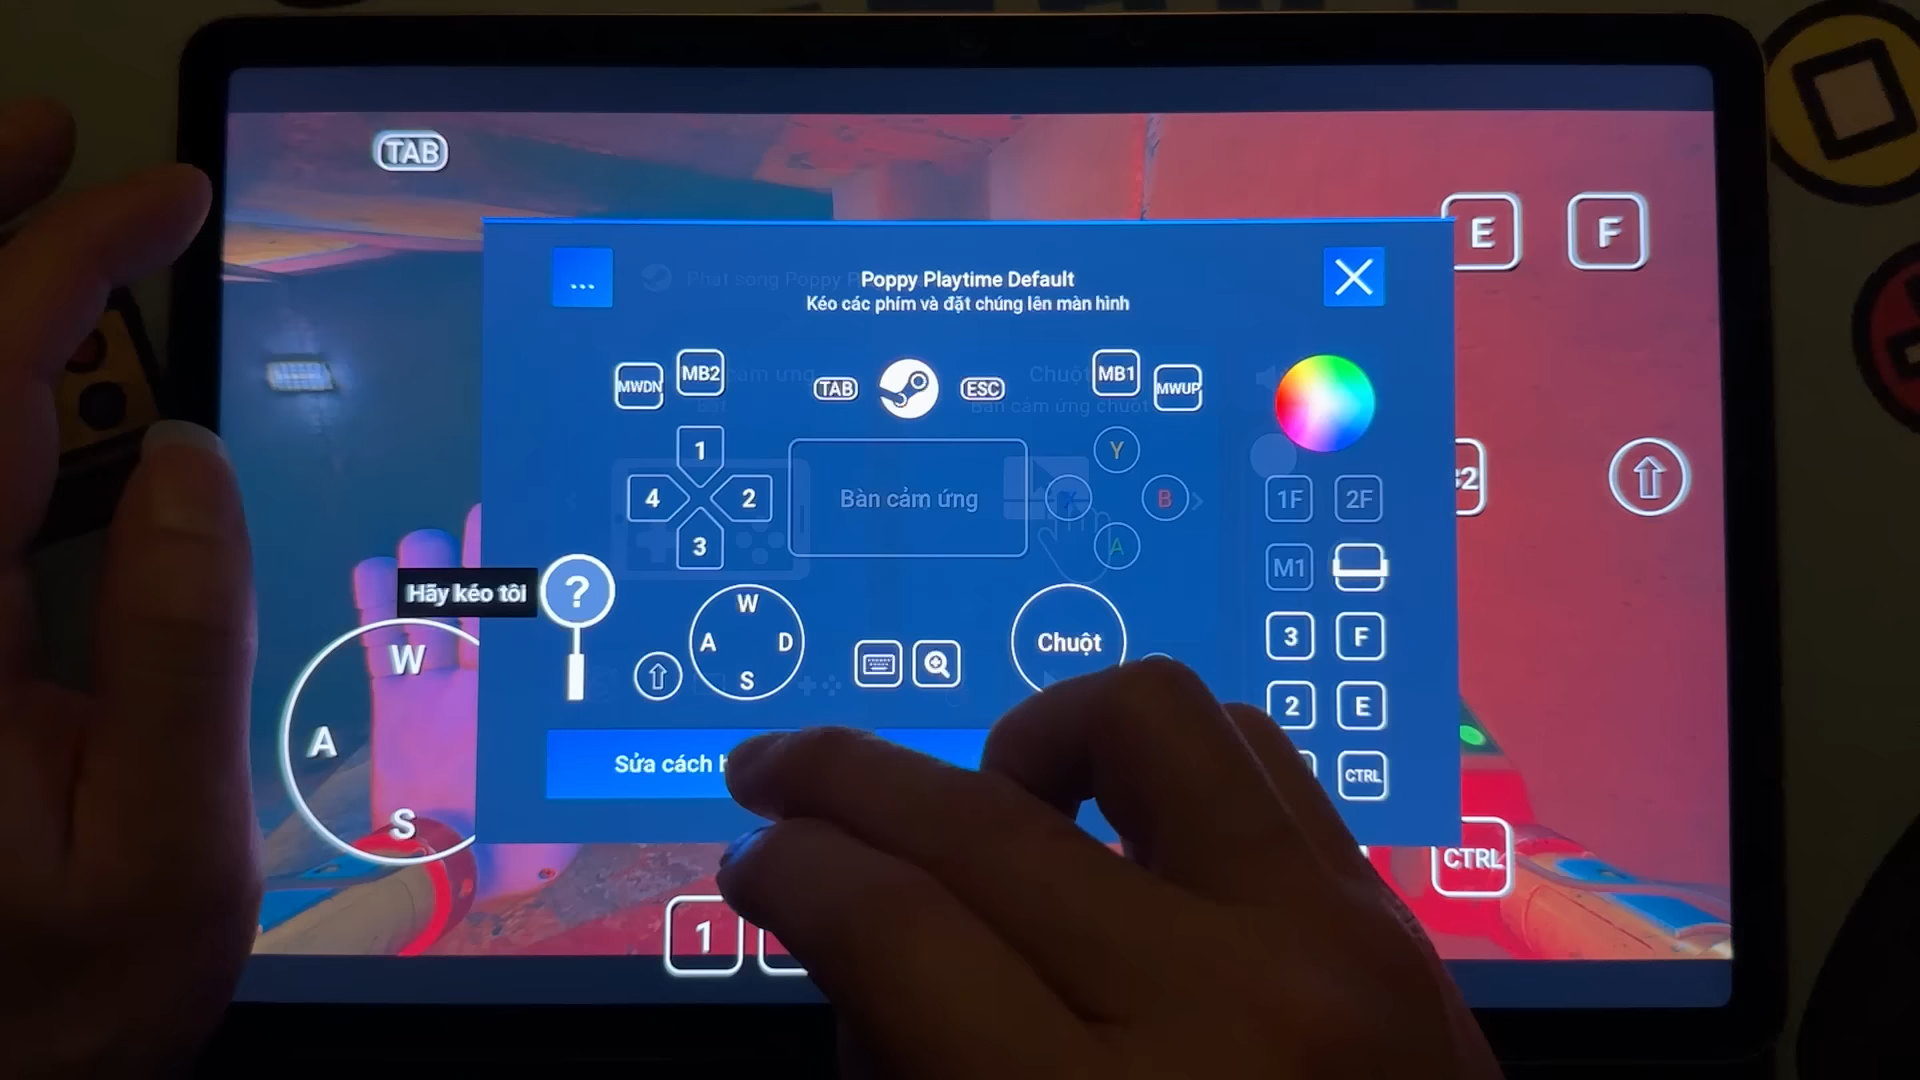 TAB
E
F
...
Poppy Playtime Default
Kéo các phím và đặt chúng lên màn hình
MWDN
MB2
TAB
ESC
MB1
MWUP
1
4
2
3
Bàn cảm ứng
Y
X
B
A
1F
2F
M1
Hãy kéo tôi
?
W
A
D
S
Chuột
3
F
2
E
CTRL
Sửa cách
W
A
S
1
CTRL